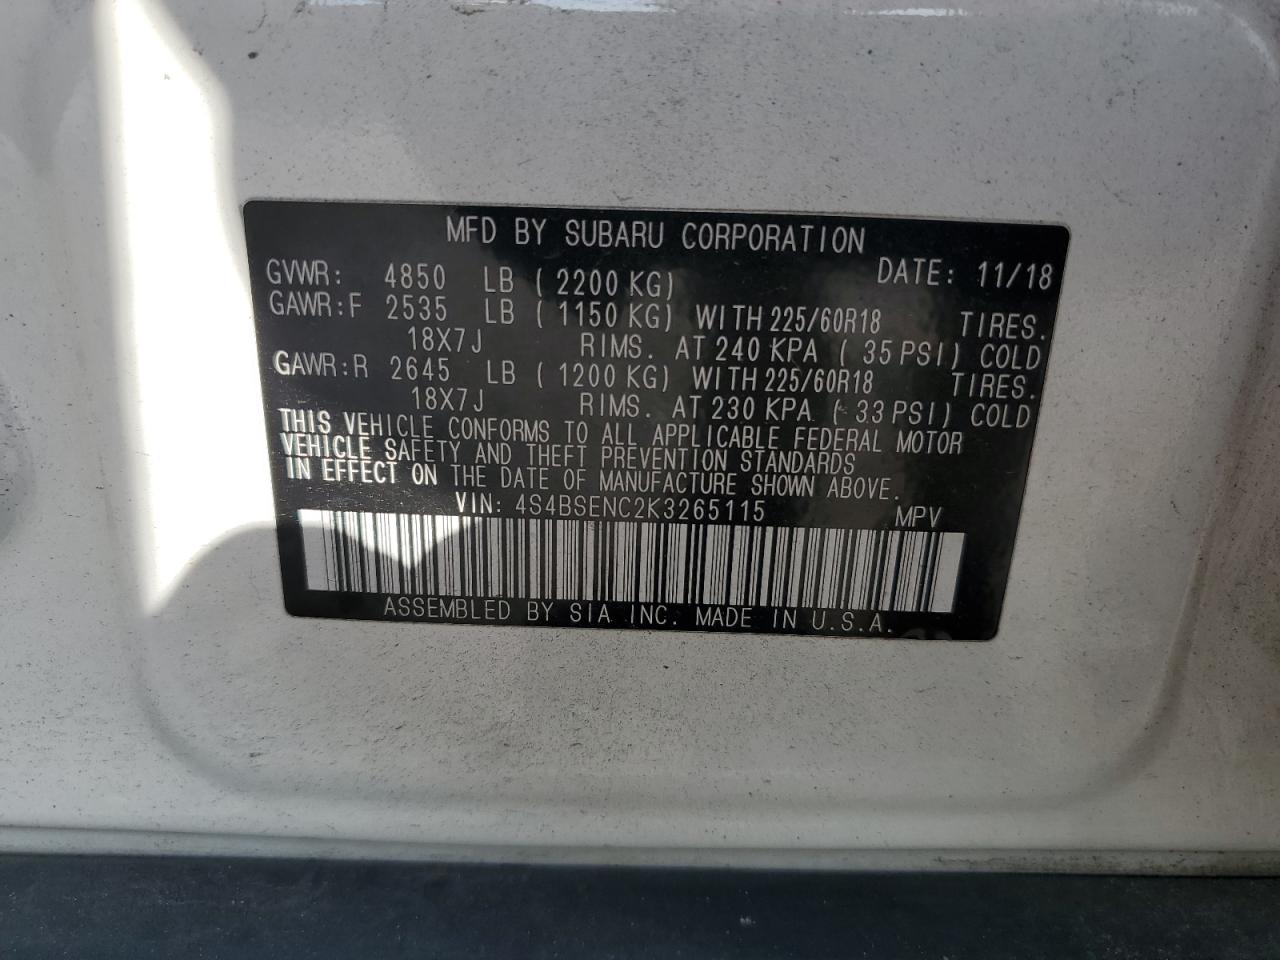 MFD BY SUBARU CORPORATION
GVWR: 4850 LB ( 2200 KG) DATE: 11/18
GAWR:F 2535 LB ( 1150 KG) WITH 225/60R18 TIRES.
18X7J RIMS. AT 240 KPA ( 35 PSI) COLD
GAWR:R 2645 LB ( 1200 KG) WITH 225/60R18 TIRES.
18X7J RIMS. AT 230 KPA ( 33 PSI) COLD
THIS VEHICLE CONFORMS TO ALL APPLICABLE FEDERAL MOTOR
VEHICLE SAFETY AND THEFT PREVENTION STANDARDS
IN EFFECT ON THE DATE OF MANUFACTURE SHOWN ABOVE.
VIN: 4S4BSENC2K3265115 MPV
ASSEMBLED BY SIA INC. MADE IN U.S.A.